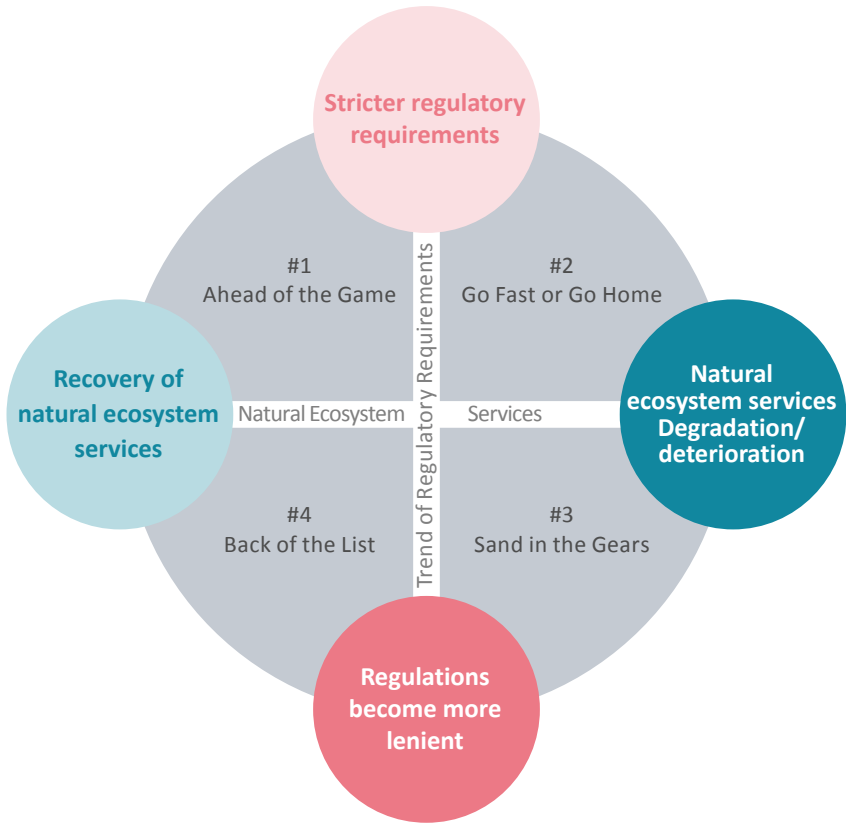 Stricter regulatory
requirements
#1
Ahead of the Game
#2
Go Fast or Go Home
Trend of Regulatory Requirements
Recovery of
natural ecosystem
services
Natural Ecosystem Services
Natural
ecosystem services
Degradation/
deterioration
#4
Back of the List
#3
Sand in the Gears
Regulations
become more
lenient